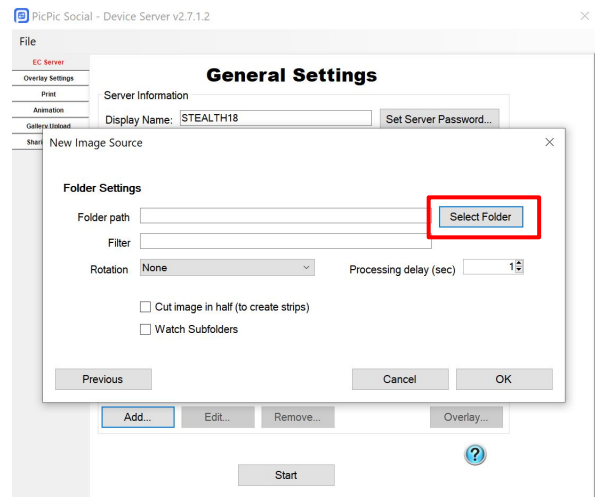 PicPic Social - Device Server v2.7.1.2
File
EC Server
Overlay Settings
Print
Animation
Gallery Upload
General Settings
Server Information
Display Name: STEALTH18 Set Server Password...
New Image Source
Folder Settings
Folder path Select Folder
Filter
Rotation None Processing delay (sec) 1
Cut image in half (to create strips)
Watch Subfolders
Previous Cancel OK
Add... Edit... Remove... Overlay...
?
Start